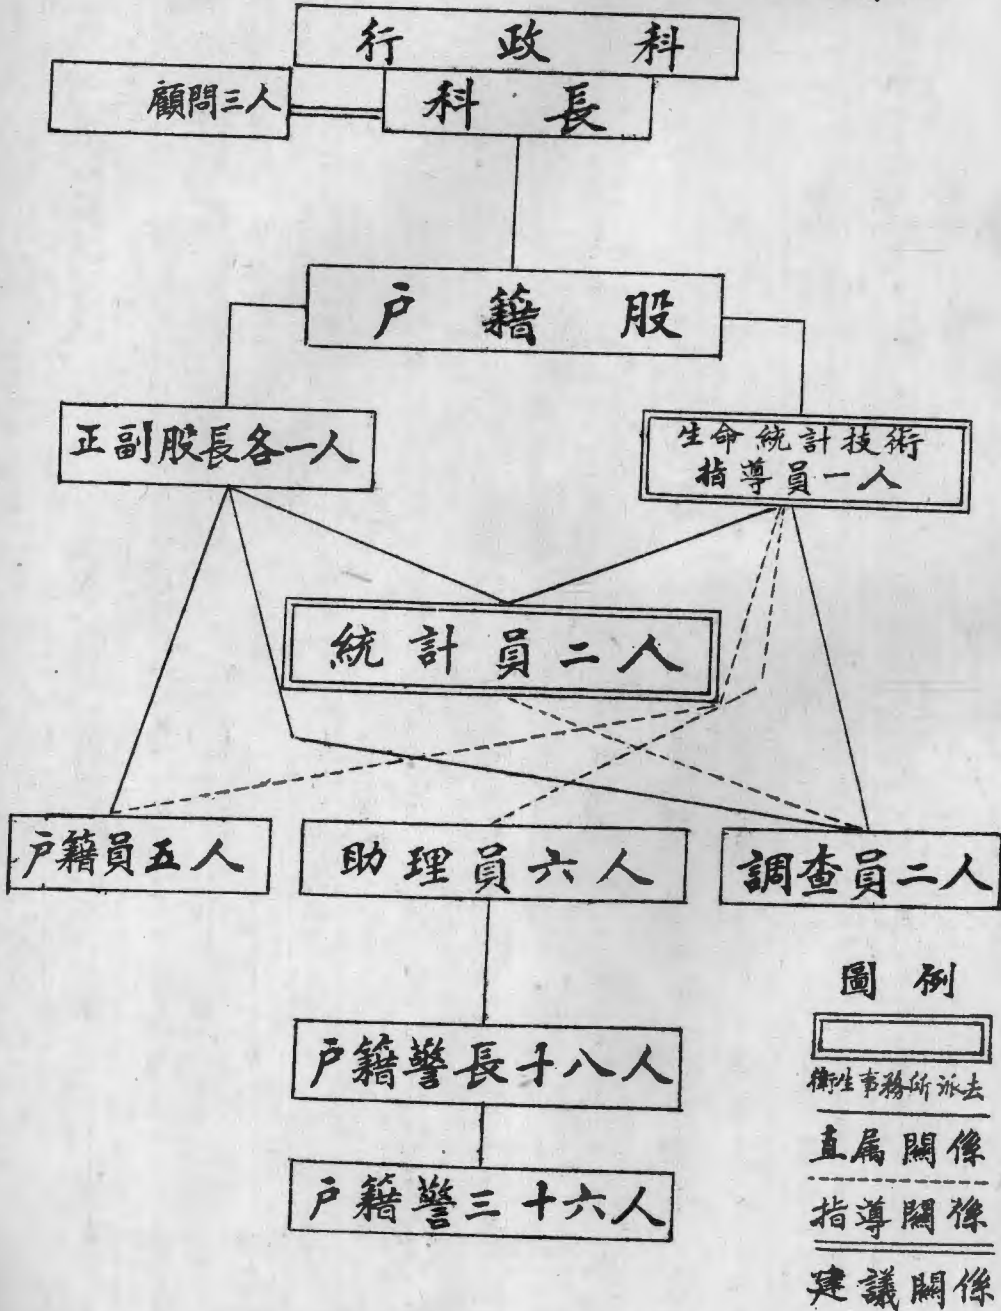 行政科
顧問三人
科長
戶籍股
正副股長各一人
生命統計技術
指導員一人
統計員二人
戶籍員五人
助理員六人
調查員二人
戶籍警長十八人
戶籍警三十六人
圖例
衛生事務所派去
直属關係
指導關係
建議關係